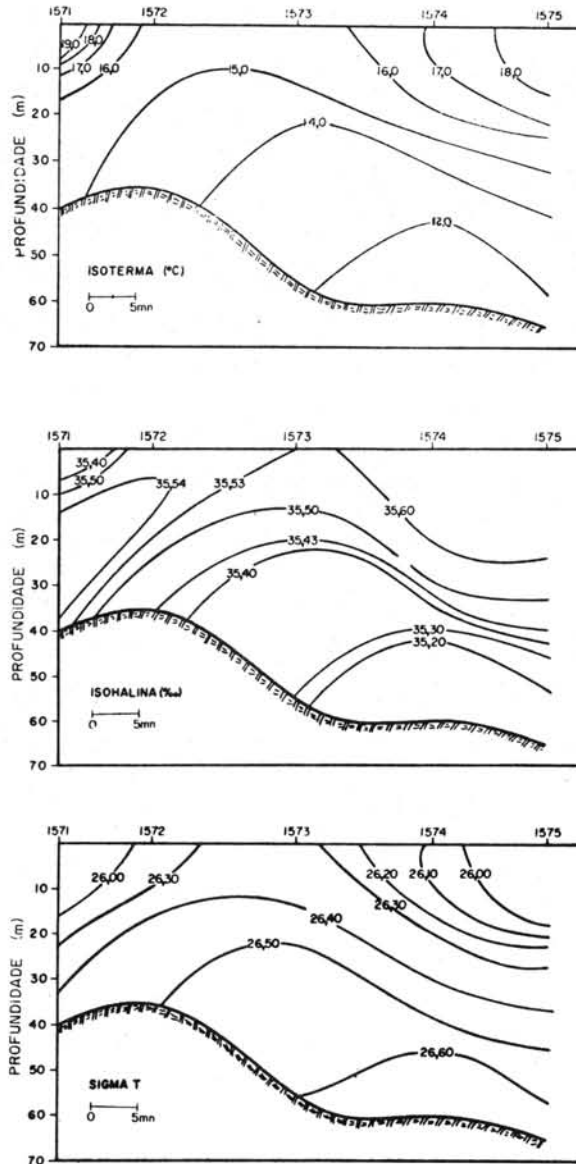 1571 1572 1573 1574 1575
19,0 18,0 17,0 16,0 15,0 16,0 17,0 18,0
14,0
12,0
10
20
30
40
50
60
70
PROFUNDIDADE (m)
ISOTERMA (ºC)
0 5mn
1571 1572 1573 1574 1575
35,40
35,50 35,54 35,53 35,50 35,60
35,43
35,40
35,30
35,20
10
20
30
40
50
60
70
PROFUNDIDADE (m)
ISOHALINA (‰)
0 5mn
1571 1572 1573 1574 1575
26,00 26,30 26,20 26,10 26,00
26,30
26,40
26,50
26,60
10
20
30
40
50
60
70
PROFUNDIDADE (m)
SIGMA T
0 5mn